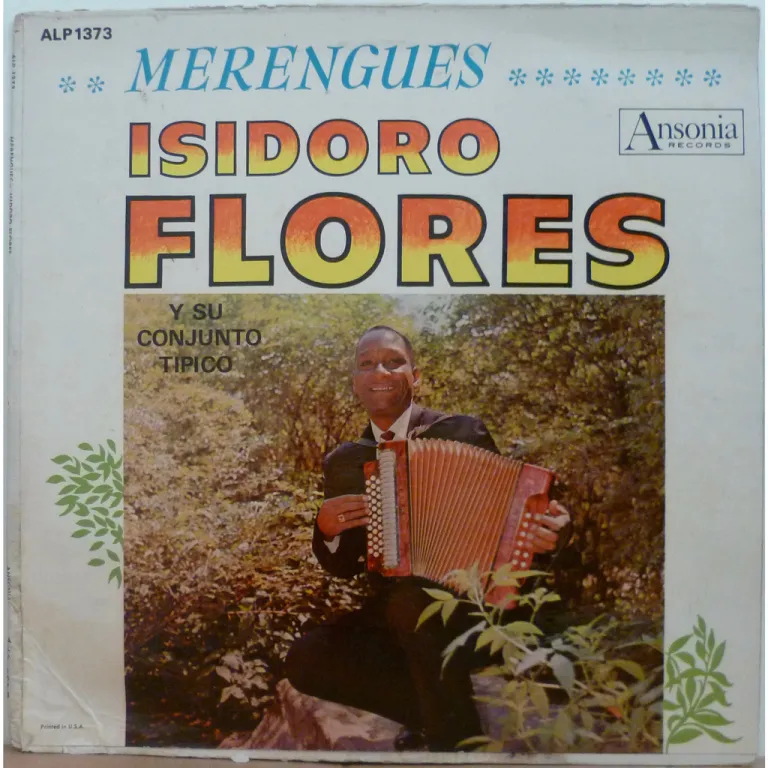 ALP1373
** MERENGUES ********
ISIDORO
Ansonia
RECORDS
FLORES
Y SU
CONJUNTO
TIPICO
Printed in U.S.A.